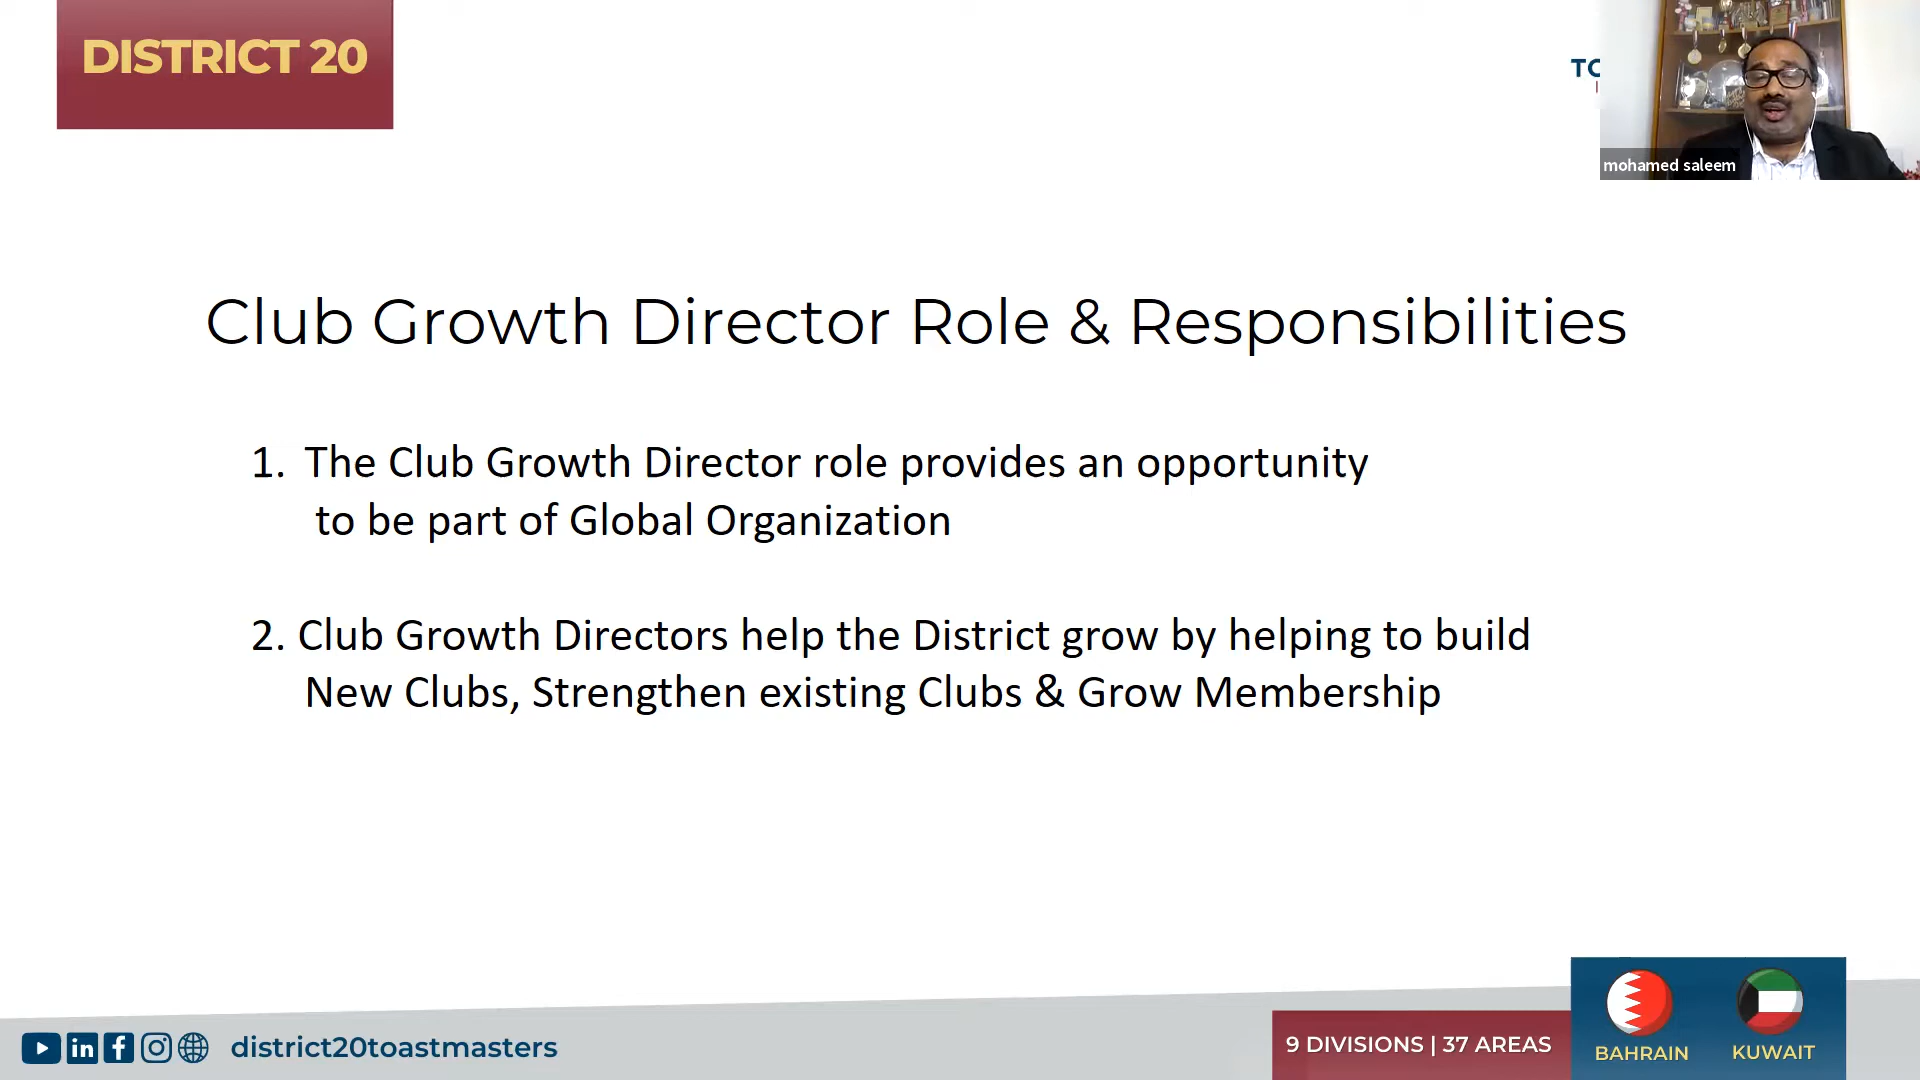 DISTRICT 20
mohamed saleem
Club Growth Director Role & Responsibilities
1. The Club Growth Director role provides an opportunity
to be part of Global Organization
2. Club Growth Directors help the District grow by helping to build
New Clubs, Strengthen existing Clubs & Grow Membership
district20toastmasters
9 DIVISIONS | 37 AREAS
BAHRAIN
KUWAIT